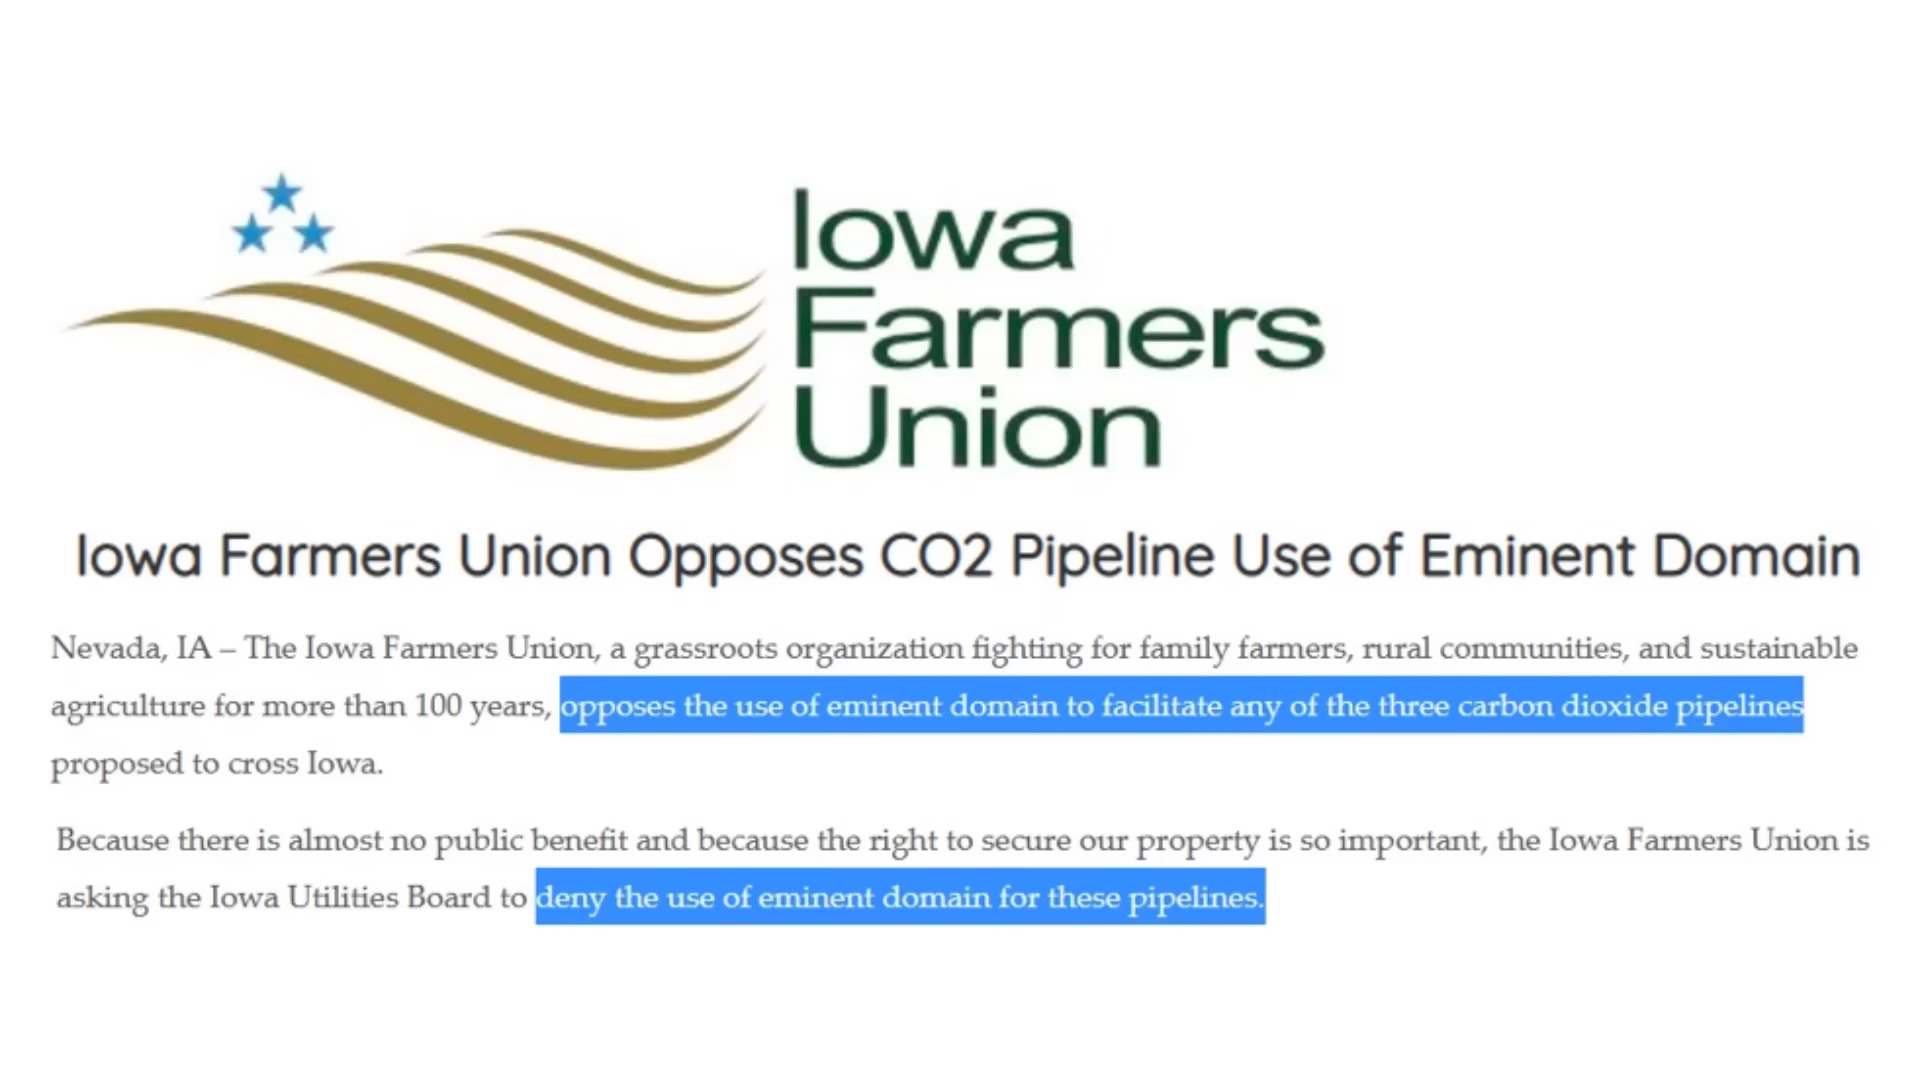 Iowa
Farmers
Union
Iowa Farmers Union Opposes CO2 Pipeline Use of Eminent Domain
Nevada, IA – The Iowa Farmers Union, a grassroots organization fighting for family farmers, rural communities, and sustainable
agriculture for more than 100 years, opposes the use of eminent domain to facilitate any of the three carbon dioxide pipelines
proposed to cross Iowa.
Because there is almost no public benefit and because the right to secure our property is so important, the Iowa Farmers Union is
asking the Iowa Utilities Board to deny the use of eminent domain for these pipelines.